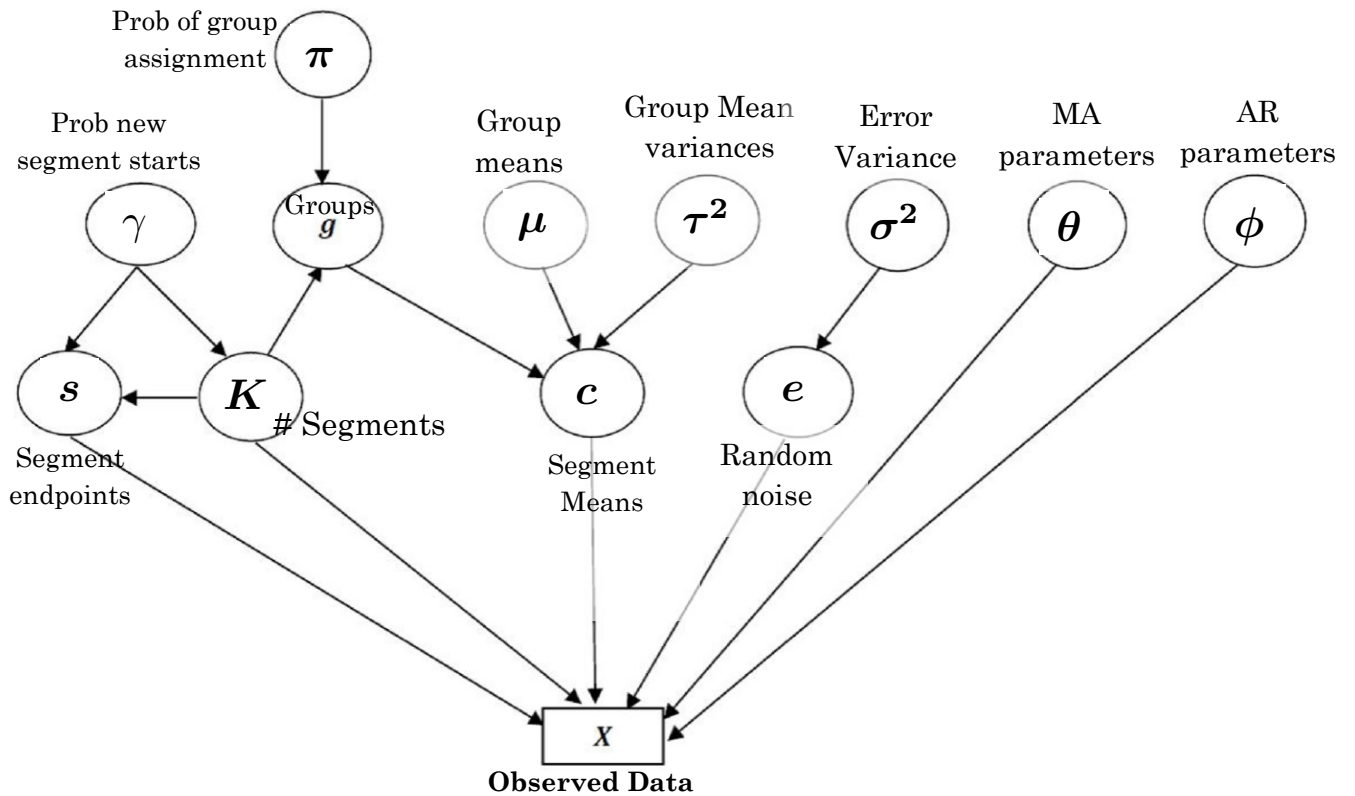 Prob of group
assignment
π
Prob new
segment starts
Group
means
Group Mean
variances
Error
Variance
MA
parameters
AR
parameters
γ
Groups
g
μ
τ²
σ²
θ
ϕ
s
K
# Segments
c
e
Segment
endpoints
Segment
Means
Random
noise
X
Observed Data